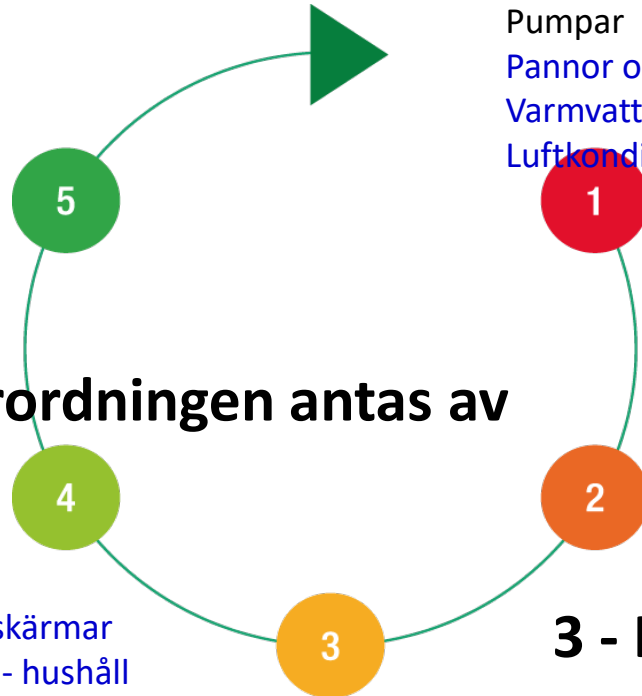 Pumpar
Pannor o
Varmvatt
Luftkondi
5
1
rordningen antas av
4
2
skärmar
3
3 -
- hushåll